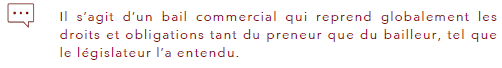 Il s’agit d’un bail commercial qui reprend globalement les
droits et obligations tant du preneur que du bailleur, tel que
le législateur l’a entendu.